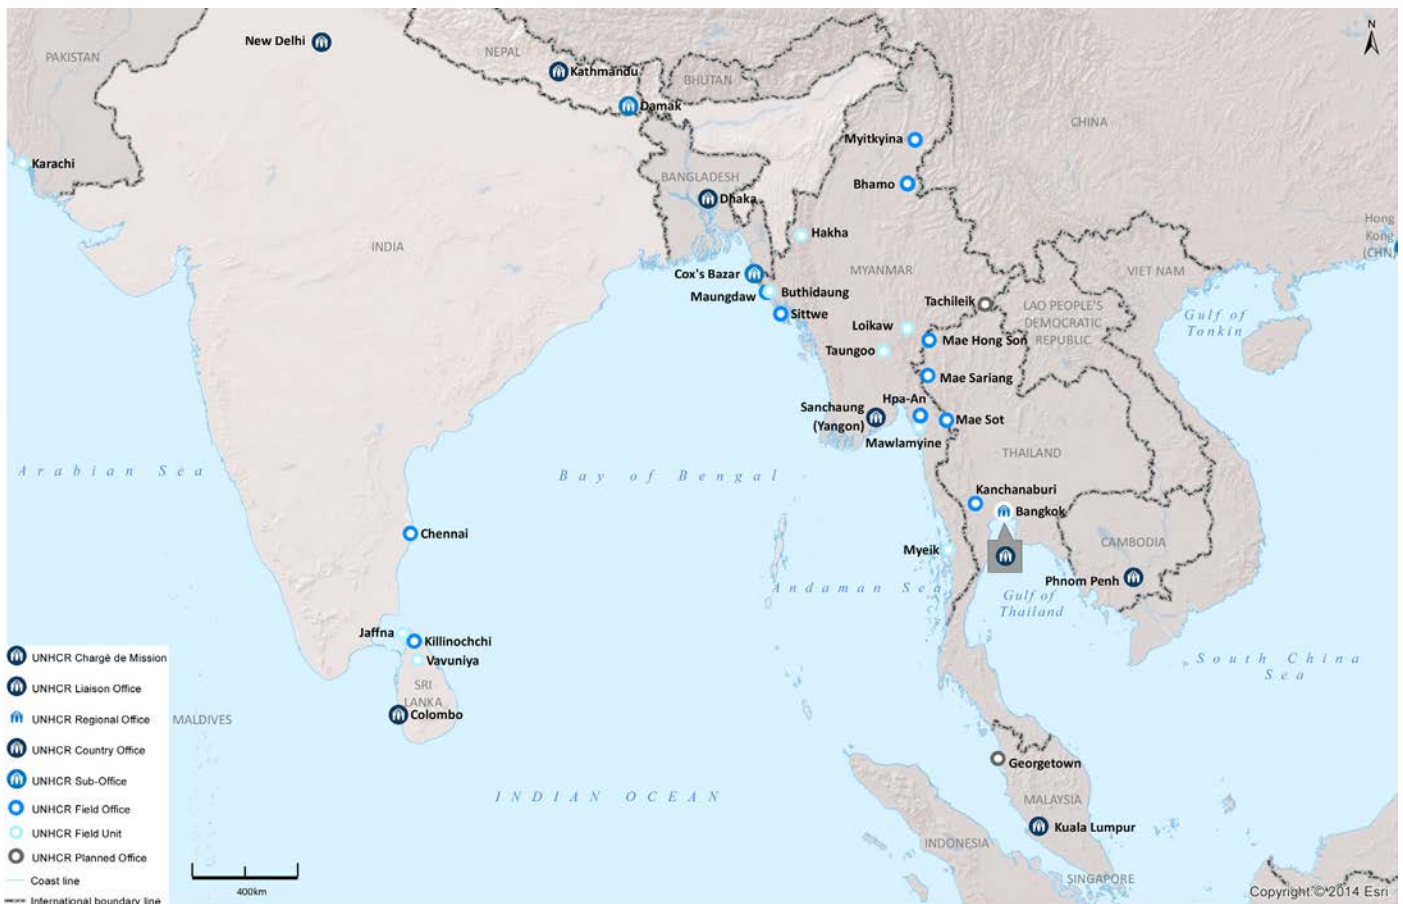 N
New Delhi
PAKISTAN
NEPAL
Kathmandu
BHUTAN
Damak
CHINA
Myitkyina
Karachi
BANGLADESH
Bhamo
Dhaka
Hakha
Hong
Kong
(CHN)
INDIA
MYANMAR
VIET NAM
Cox's Bazar
Maungdaw
Buthidaung
Tachileik
LAO PEOPLE'S
DEMOCRATIC
REPUBLIC
Sittwe
Gulf of
Tonkin
Loikaw
Mae Hong Son
Taungoo
Mae Sariang
Hpa-An
Sanchaung
(Yangon)
Mae Sot
Mawlamyine
THAILAND
Arabian Sea
Bay of Bengal
Kanchanaburi
Bangkok
Chennai
CAMBODIA
Myeik
Phnom Penh
Andaman Sea
Gulf of
Thailand
Jaffna
Killinochchi
Vavuniya
South China
Sea
SRI
LANKA
Colombo
MALDIVES
Georgetown
INDIAN OCEAN
MALAYSIA
Kuala Lumpur
INDONESIA
SINGAPORE
UNHCR Chargé de Mission
UNHCR Liaison Office
UNHCR Regional Office
UNHCR Country Office
UNHCR Sub-Office
UNHCR Field Office
UNHCR Field Unit
UNHCR Planned Office
Coast line
International boundary line
400km
Copyright:© 2014 Esri